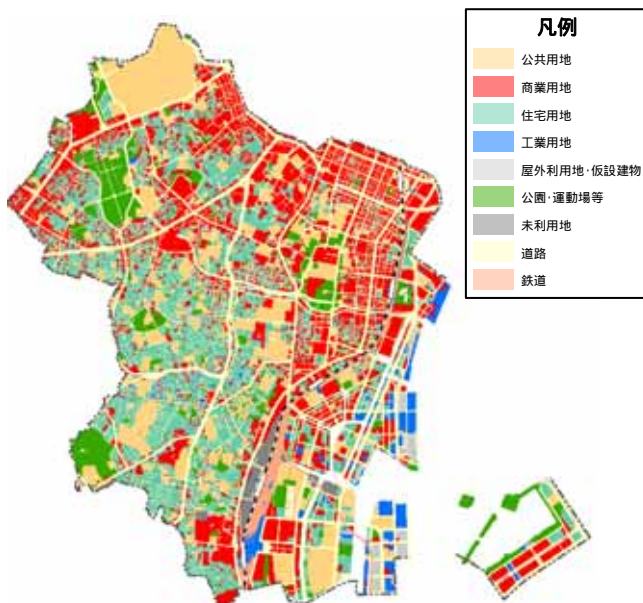 凡例
公共用地
商業用地
住宅用地
工業用地
屋外利用地・仮設建物
公園・運動場等
未利用地
道路
鉄道